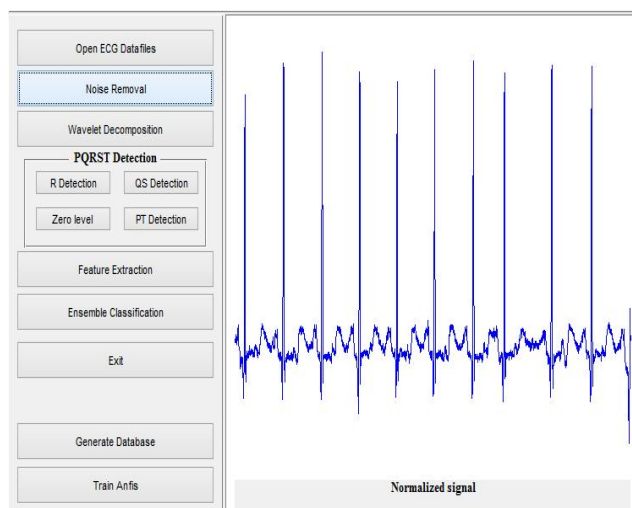 Open ECG Datafiles
Noise Removal
Wavelet Decomposition
PQRST Detection
R Detection
QS Detection
Zero level
PT Detection
Feature Extraction
Ensemble Classification
Exit
Generate Database
Train Anfis
Normalized signal